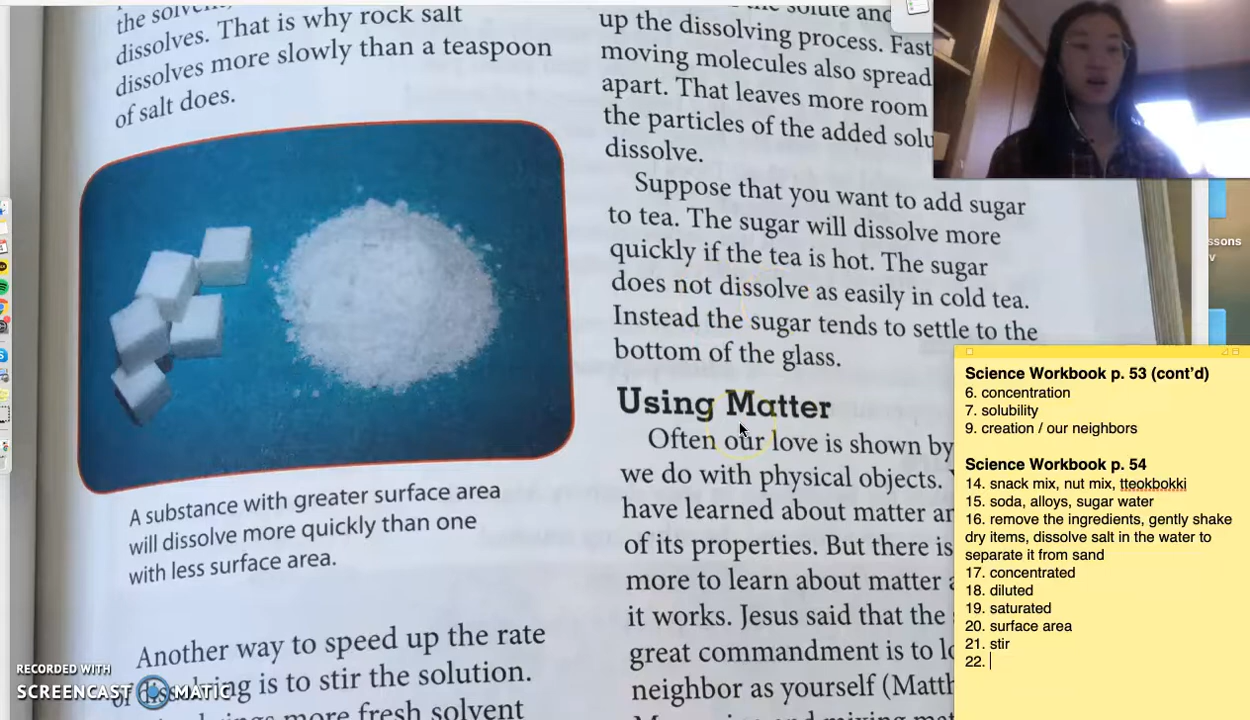 the
dissolves. That is why rock salt
dissolves more slowly than a teaspoon
of salt does.
A substance with greater surface area
will dissolve more quickly than one
with less surface area.
Another way to speed up the rate
is to stir the solution.
more fresh solvent
solute and
up the dissolving process. Fast
moving molecules also spread
apart. That leaves more room
the particles of the added
dissolve.
Suppose that you want to add sugar
to tea. The sugar will dissolve more
quickly if the tea is hot. The sugar
does not dissolve as easily in cold tea.
Instead the sugar tends to settle to the
bottom of the glass.
Using Matter
Often our love is shown by
we do with physical objects.
have learned about matter
of its properties. But there is
more to learn about matter
it works. Jesus said that the
great commandment is to
neighbor as yourself
Science Workbook p. 53 (cont'd)
6. concentration
7. solubility
9. creation / our neighbors
Science Workbook p. 54
14. snack mix, nut mix, tteokbokki
15. soda, alloys, sugar water
16. remove the ingredients, gently shake
dry items, dissolve salt in the water to
separate it from sand
17. concentrated
18. diluted
19. saturated
20. surface area
21. stir
22.
RECORDED WITH
SCREENCAST MATIC